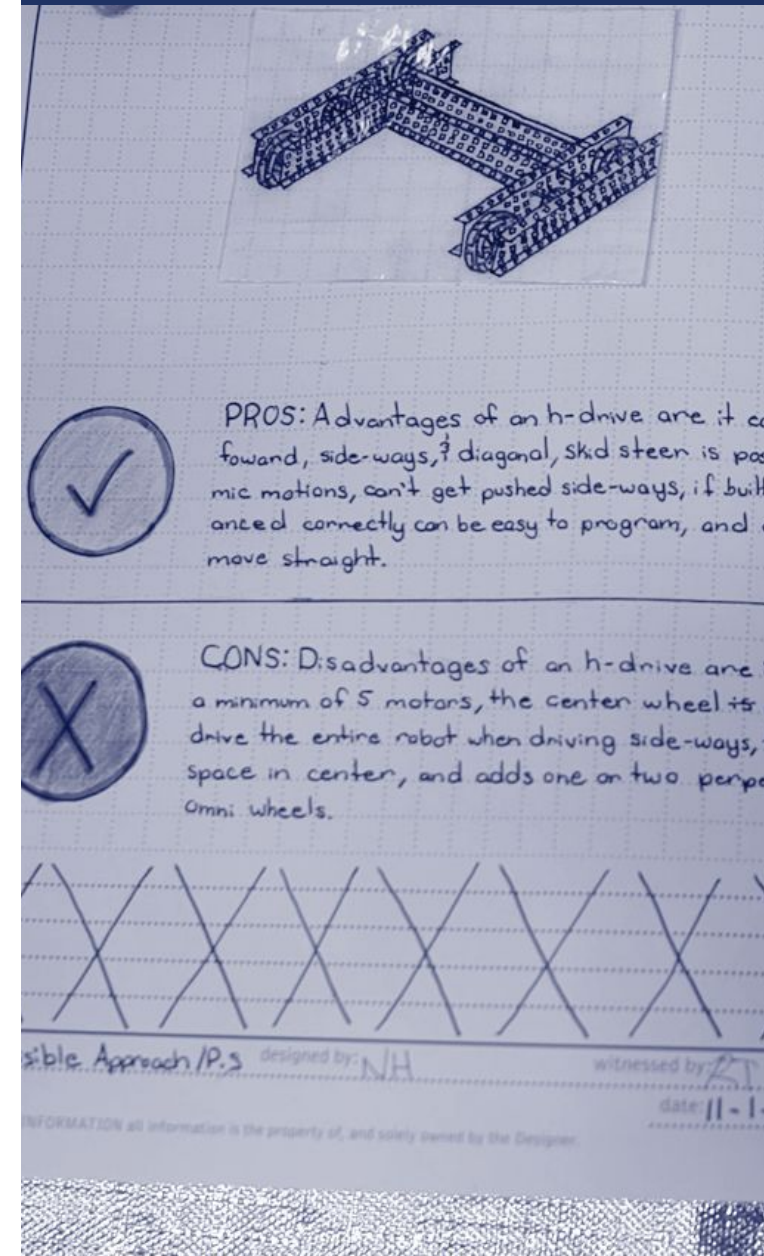 PROS: Advantages of an h-drive are it
foward, side-ways, & diagonal, skid steer is
mic motions, can't get pushed side-ways, if
anced correctly can be easy to program, and
move straight.
CONS: Disadvantages of an h-drive are
a minimum of 5 motors, the center wheel is
drive the entire robot when driving side-ways,
space in center, and adds one or two
omni wheels.
sible Approach/P.S designed by: NH witnessed by: RT
date: 11-1-
INFORMATION all information is the property of, and solely owned by the Designer.